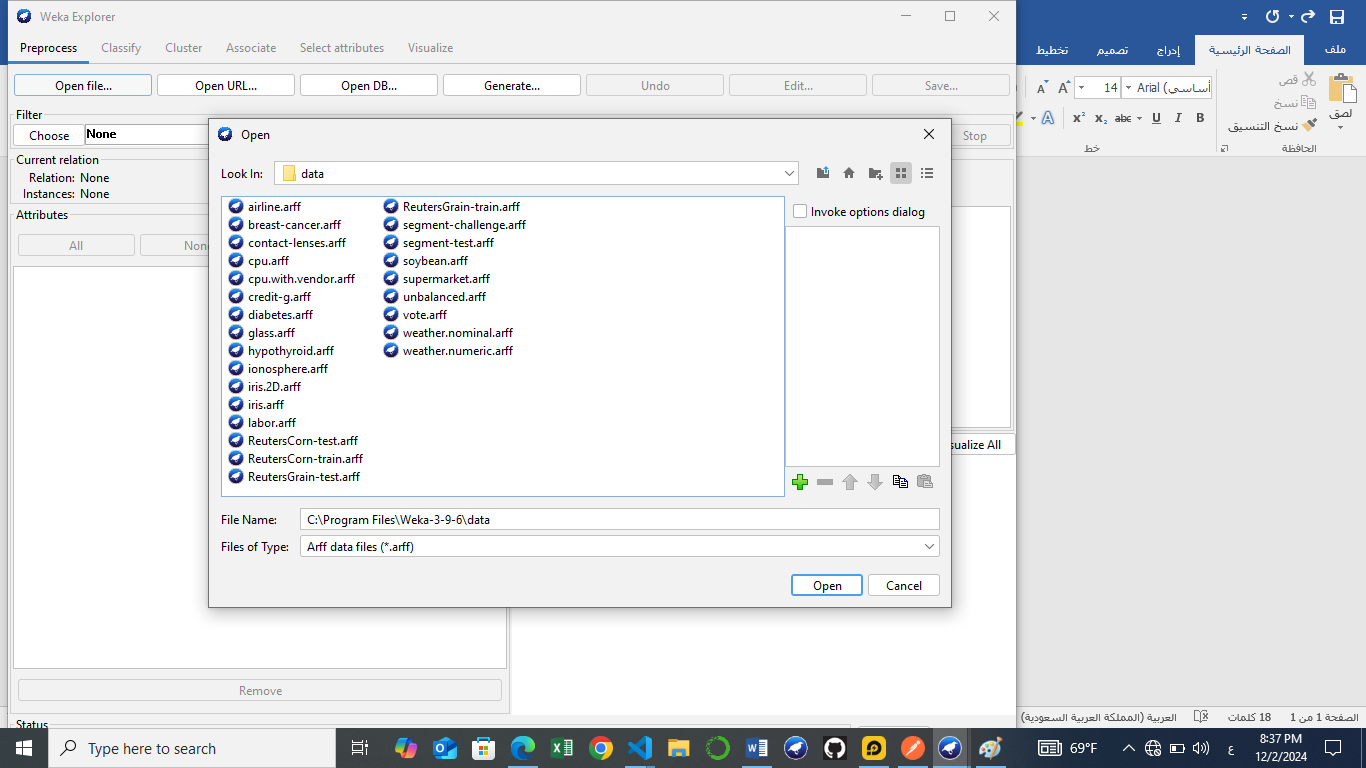 Weka Explorer
Preprocess Classify Cluster Associate Select attributes Visualize
Open file... Open URL... Open DB... Generate... Undo Edit... Save...
Filter
Choose None Stop
Current relation
Relation: None
Instances: None
Attributes
All Non
Remove
Status
sualize All
Open
Look In: data
airline.arff
breast-cancer.arff
contact-lenses.arff
cpu.arff
cpu.with.vendor.arff
credit-g.arff
diabetes.arff
glass.arff
hypothyroid.arff
ionosphere.arff
iris.2D.arff
iris.arff
labor.arff
ReutersCorn-test.arff
ReutersCorn-train.arff
ReutersGrain-test.arff
ReutersGrain-train.arff
segment-challenge.arff
segment-test.arff
soybean.arff
supermarket.arff
unbalanced.arff
vote.arff
weather.nominal.arff
weather.numeric.arff
Invoke options dialog
File Name: C:\Program Files\Weka-3-9-6\data
Files of Type: Arff data files (*.arff)
Open Cancel
ملف الصفحة الرئيسية إدراج تصميم تخطيط
قص
نسخ
نسخ التنسيق
لصق
الحافظة
Arial (أساسي 14
B I U abc X₂ X² A
خط
الصفحة 1 من 1 18 كلمات العربية (المملكة العربية السعودية)
Type here to search
69°F
ع
8:37 PM
12/2/2024